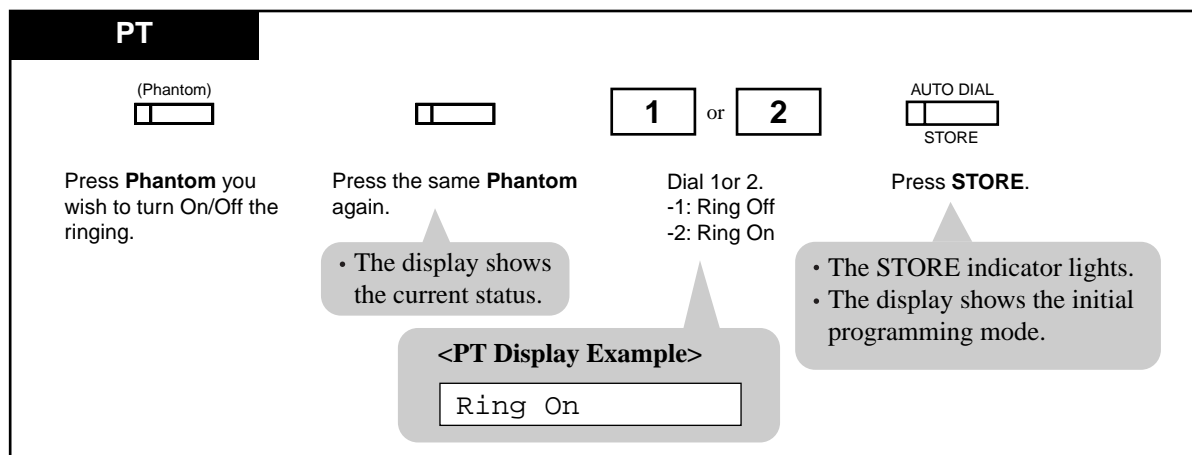 PT
(Phantom)
1 or 2
AUTO DIAL
STORE
Press Phantom you
wish to turn On/Off the
ringing.
Press the same Phantom
again.
Dial 1or 2.
-1: Ring Off
-2: Ring On
Press STORE.
• The display shows
the current status.
• The STORE indicator lights.
• The display shows the initial
programming mode.
<PT Display Example>
Ring On